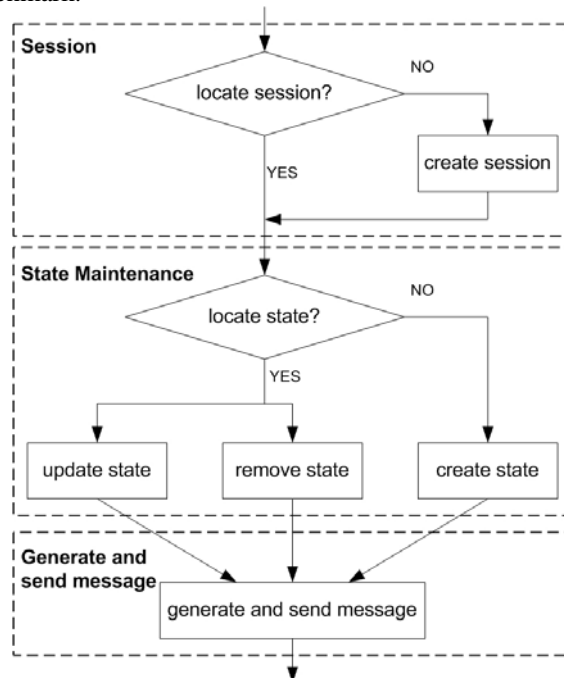 Session
NO
locate session?
create session
YES
State Maintenance
NO
locate state?
YES
update state
remove state
create state
Generate and
send message
generate and send message